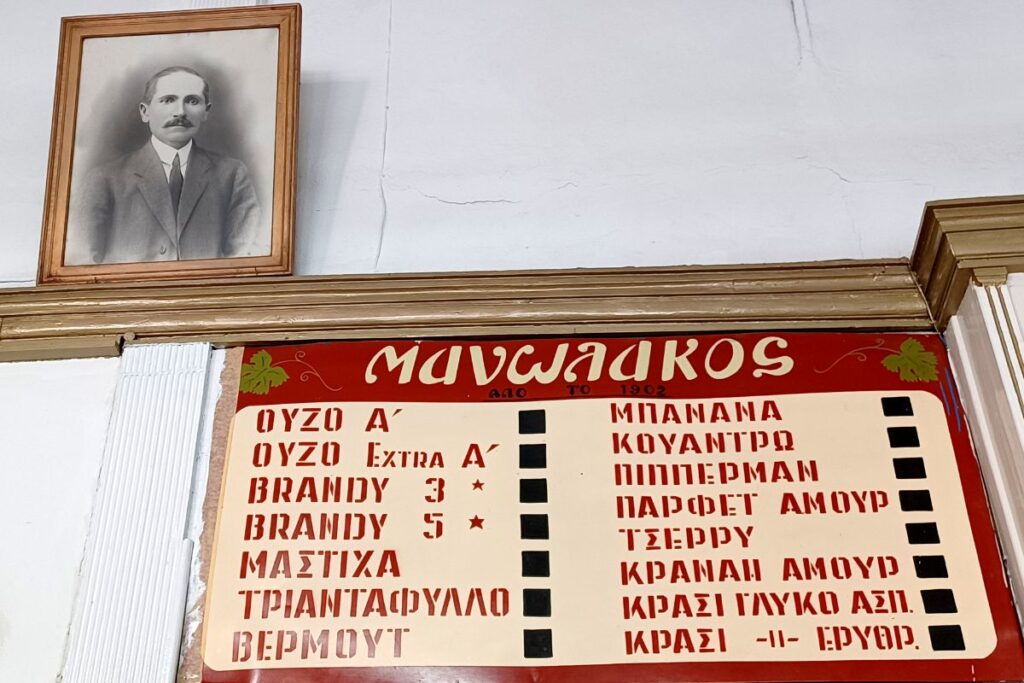 Μανωλακος
ΑΠΟ ΤΟ 1902
ΟΥΖΟ Α΄
ΟΥΖΟ EXTRA Α΄
BRANDY 3 ★
BRANDY 5 ★
ΜΑΣΤΙΧΑ
ΤΡΙΑΝΤΑΦΥΛΛΟ
ΒΕΡΜΟΥΤ
ΜΠΑΝΑΝΑ
ΚΟΥΑΝΤΡΩ
ΠΙΠΠΕΡΜΑΝ
ΠΑΡΦΕΤ ΑΜΟΥΡ
ΤΣΕΡΡΥ
ΚΡΑΝΑΗ ΑΜΟΥΡ
ΚΡΑΣΙ ΓΛΥΚΟ ΑΣΠ.
ΚΡΑΣΙ -11- ΕΡΥΘΡ.